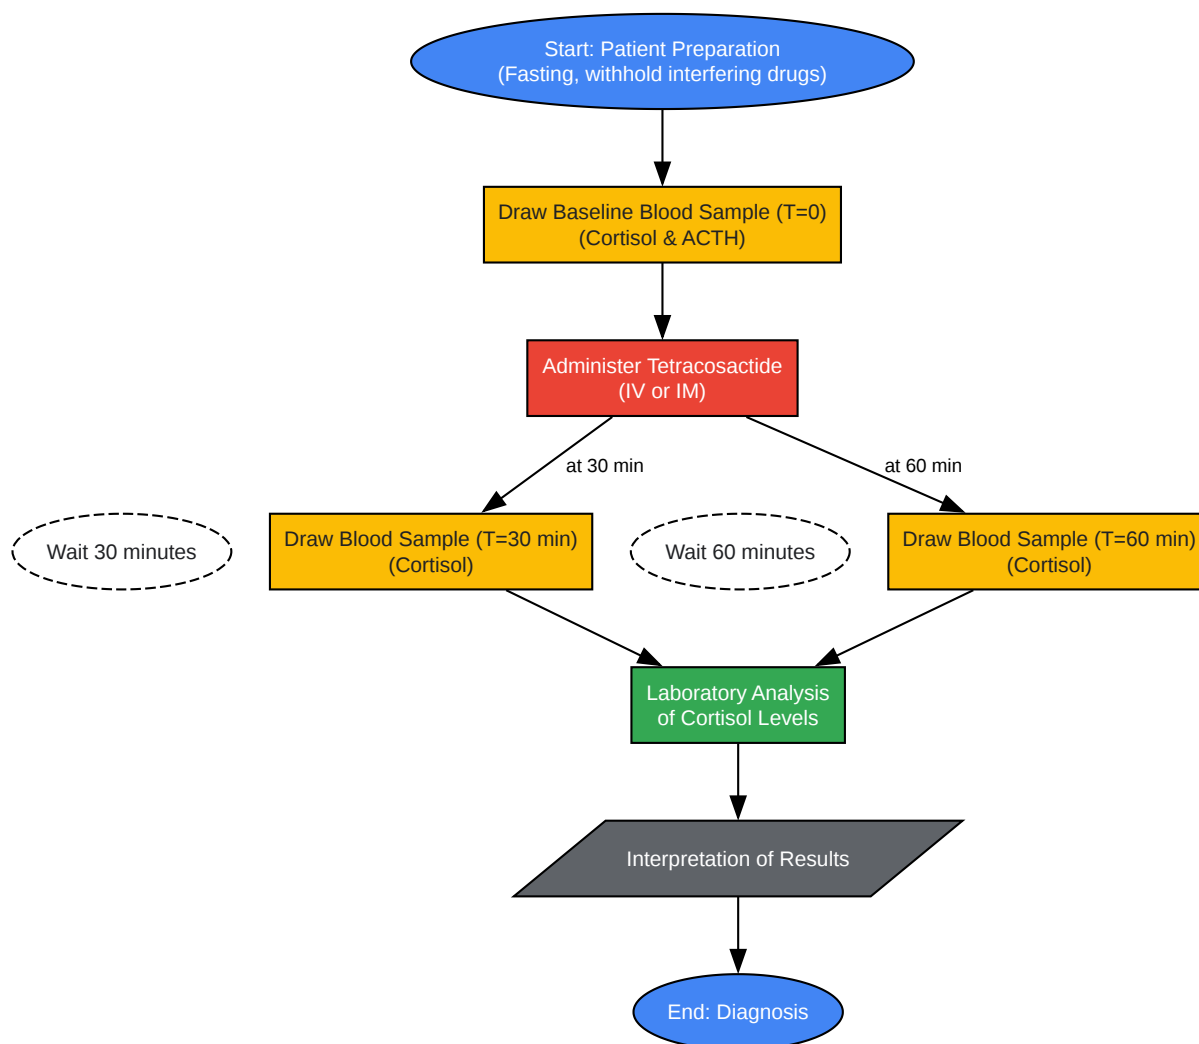 Start: Patient Preparation
(Fasting, withhold interfering drugs)
Draw Baseline Blood Sample (T=0)
(Cortisol & ACTH)
Administer Tetracosactide
(IV or IM)
at 30 min
at 60 min
Wait 30 minutes
Draw Blood Sample (T=30 min)
(Cortisol)
Wait 60 minutes
Draw Blood Sample (T=60 min)
(Cortisol)
Laboratory Analysis
of Cortisol Levels
Interpretation of Results
End: Diagnosis